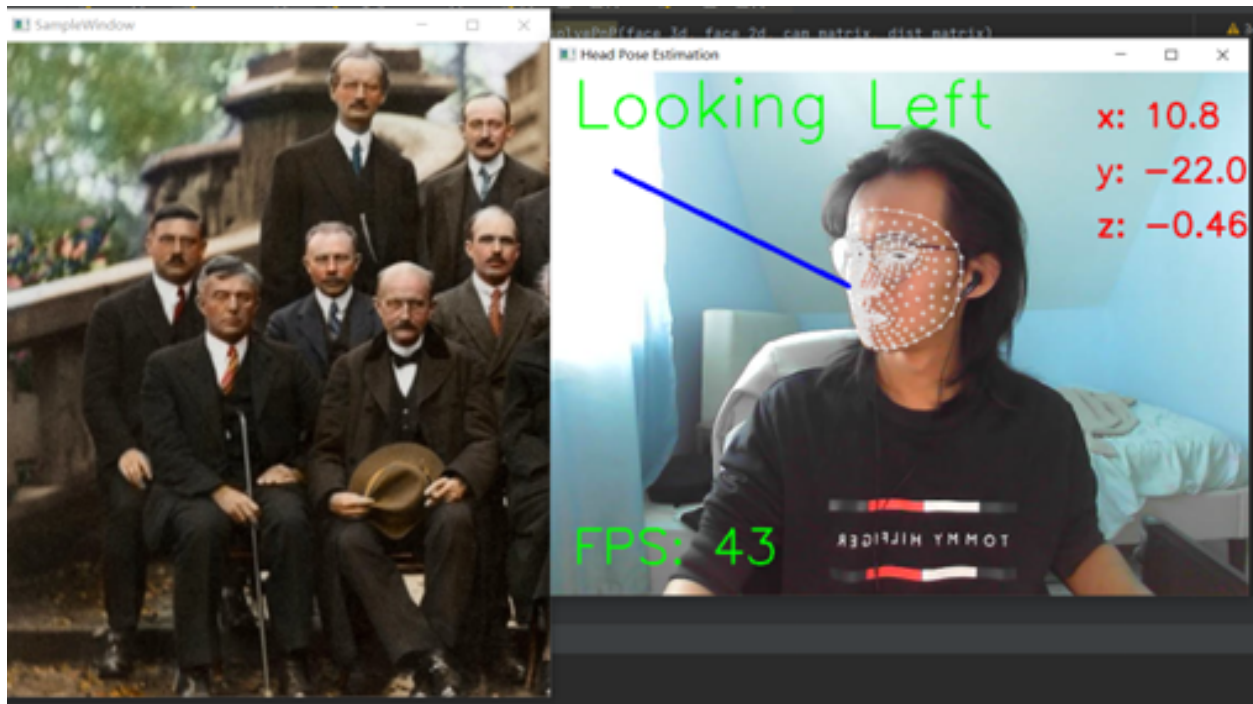 SampleWindow
olvePnP(face_3d, face_2d, cam_matrix, dist_matrix)
Head Pose Estimation
Looking Left
x: 10.8
y: -22.0
z: -0.46
FPS: 43
TOMMY HILFIGER